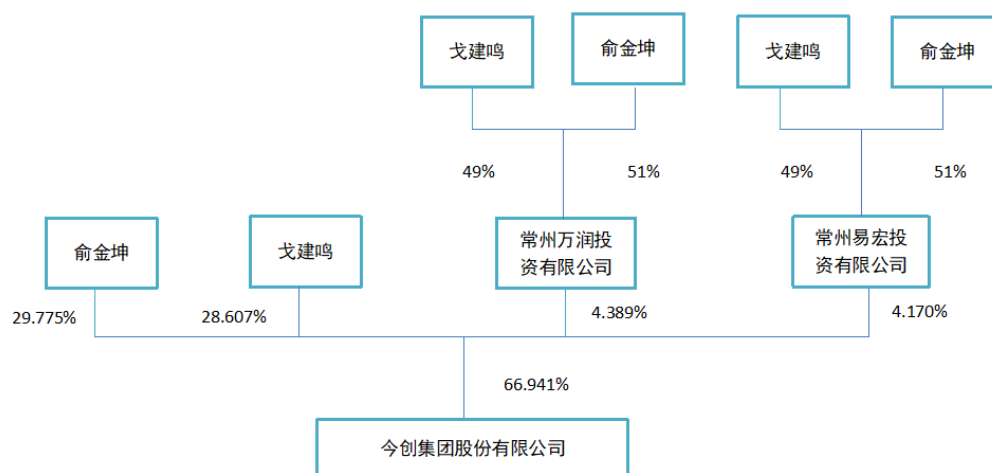 戈建鸣
俞金坤
戈建鸣
俞金坤
49%
51%
49%
51%
俞金坤
戈建鸣
常州万润投
资有限公司
常州易宏投
资有限公司
29.775%
28.607%
4.389%
4.170%
66.941%
今创集团股份有限公司